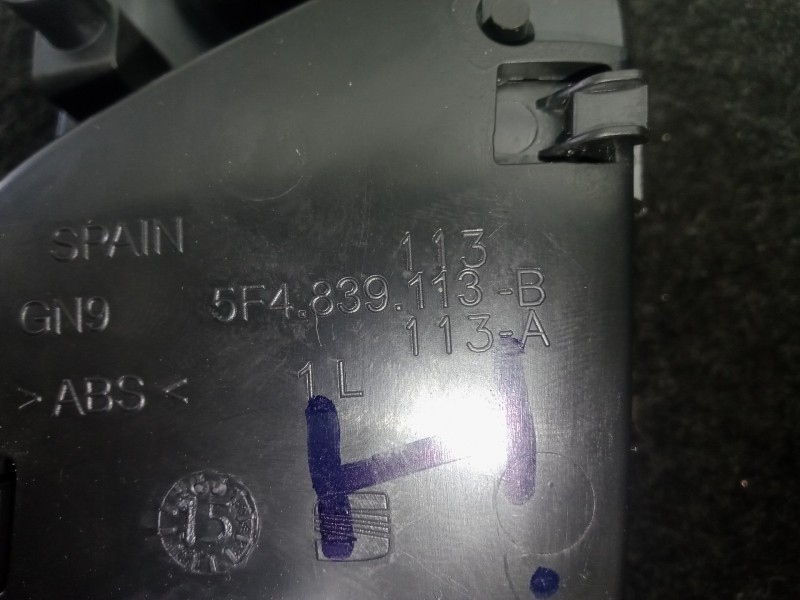 SPAIN 113
GN9 5F4.839.113-B
113-A
>ABS< 1L
15